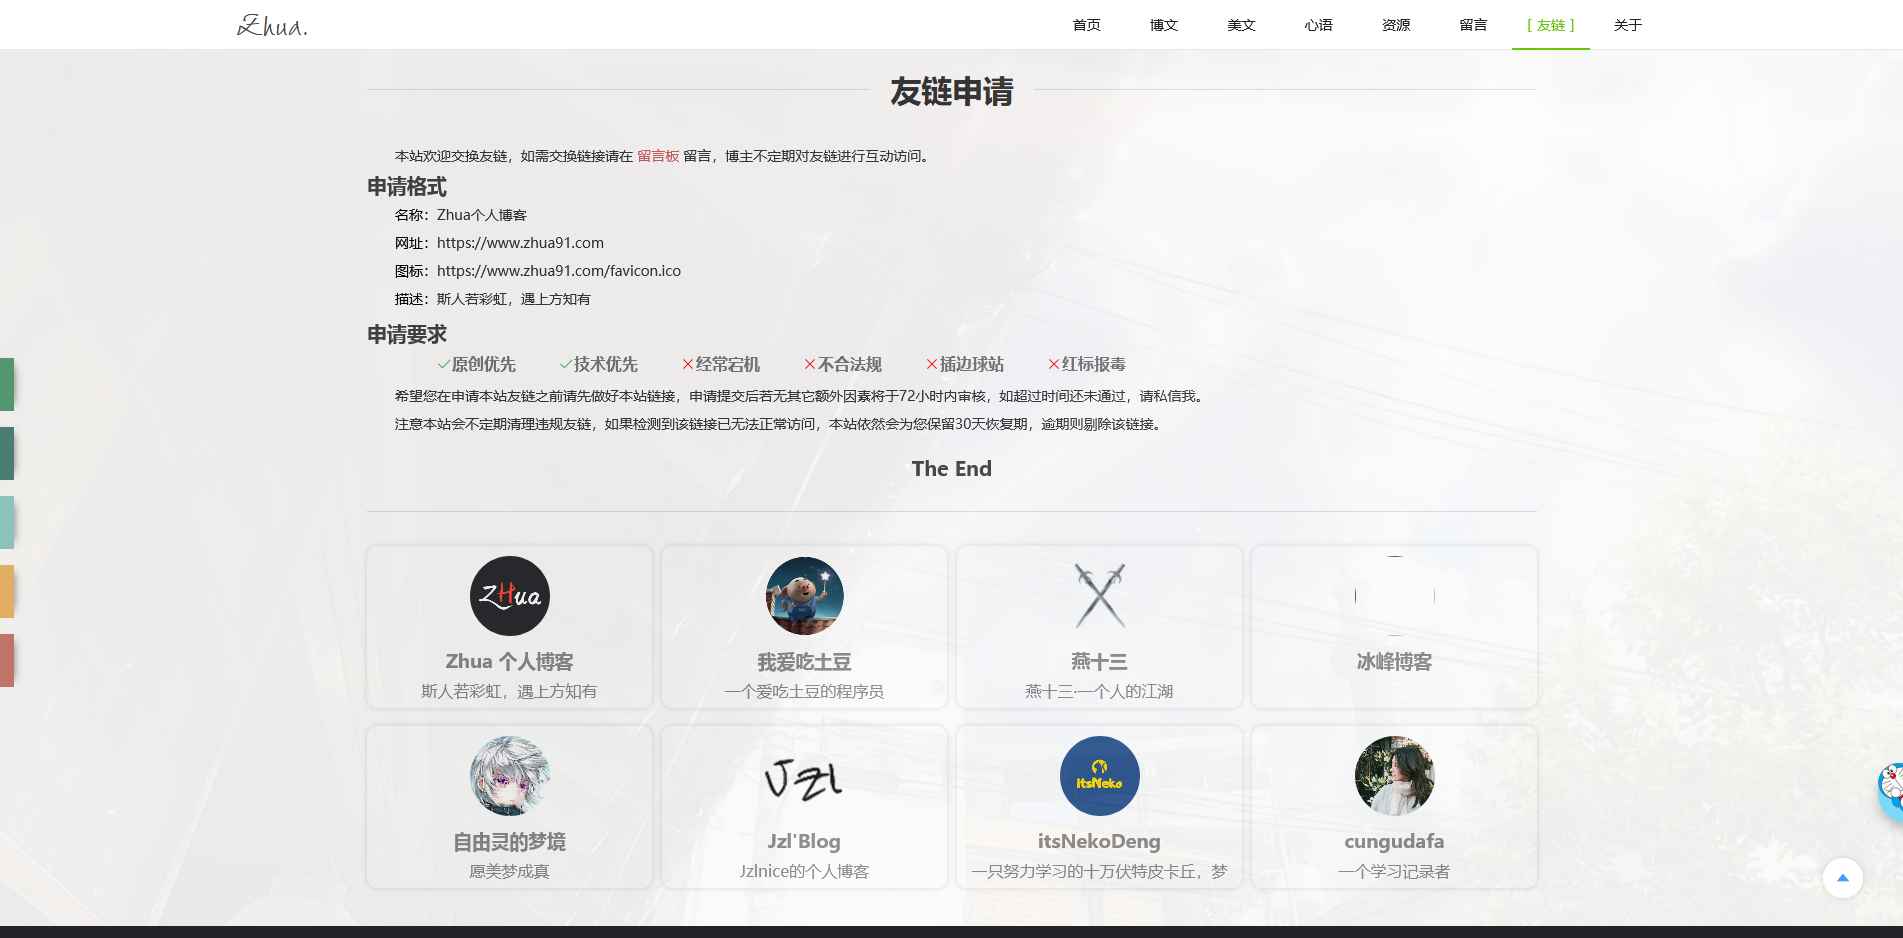 Zhua.
首页 博文 美文 心语 资源 留言 [ 友链 ] 关于
友链申请
本站欢迎交换友链，如需交换链接请在 留言板 留言，博主不定期对友链进行互动访问。
申请格式
名称：Zhua个人博客
网址：https://www.zhua91.com
图标：https://www.zhua91.com/favicon.ico
描述：斯人若彩虹，遇上方知有
申请要求
✓原创优先 ✓技术优先 ×经常宕机 ×不合法规 ×插边球站 ×红标报毒
希望您在申请本站友链之前请先做好本站链接，申请提交后若无其它额外因素将于72小时内审核，如超过时间还未通过，请私信我。
注意本站会不定期清理违规友链，如果检测到该链接已无法正常访问，本站依然会为您保留30天恢复期，逾期则剔除该链接。
The End
ZHua
Zhua 个人博客
斯人若彩虹，遇上方知有
我爱吃土豆
一个爱吃土豆的程序员
燕十三
燕十三·一个人的江湖
冰峰博客
自由灵的梦境
愿美梦成真
Jzl
Jzl'Blog
Jzlnice的个人博客
itsNeko
itsNekoDeng
一只努力学习的十万伏特皮卡丘，梦
cungudafa
一个学习记录者